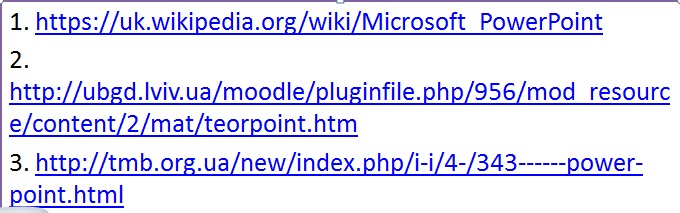 1. https://uk.wikipedia.org/wiki/Microsoft_PowerPoint
2.
http://ubgd.lviv.ua/moodle/pluginfile.php/956/mod_resourc
e/content/2/mat/teorpoint.htm
3. http://tmb.org.ua/new/index.php/i-i/4-/343------power-
point.html